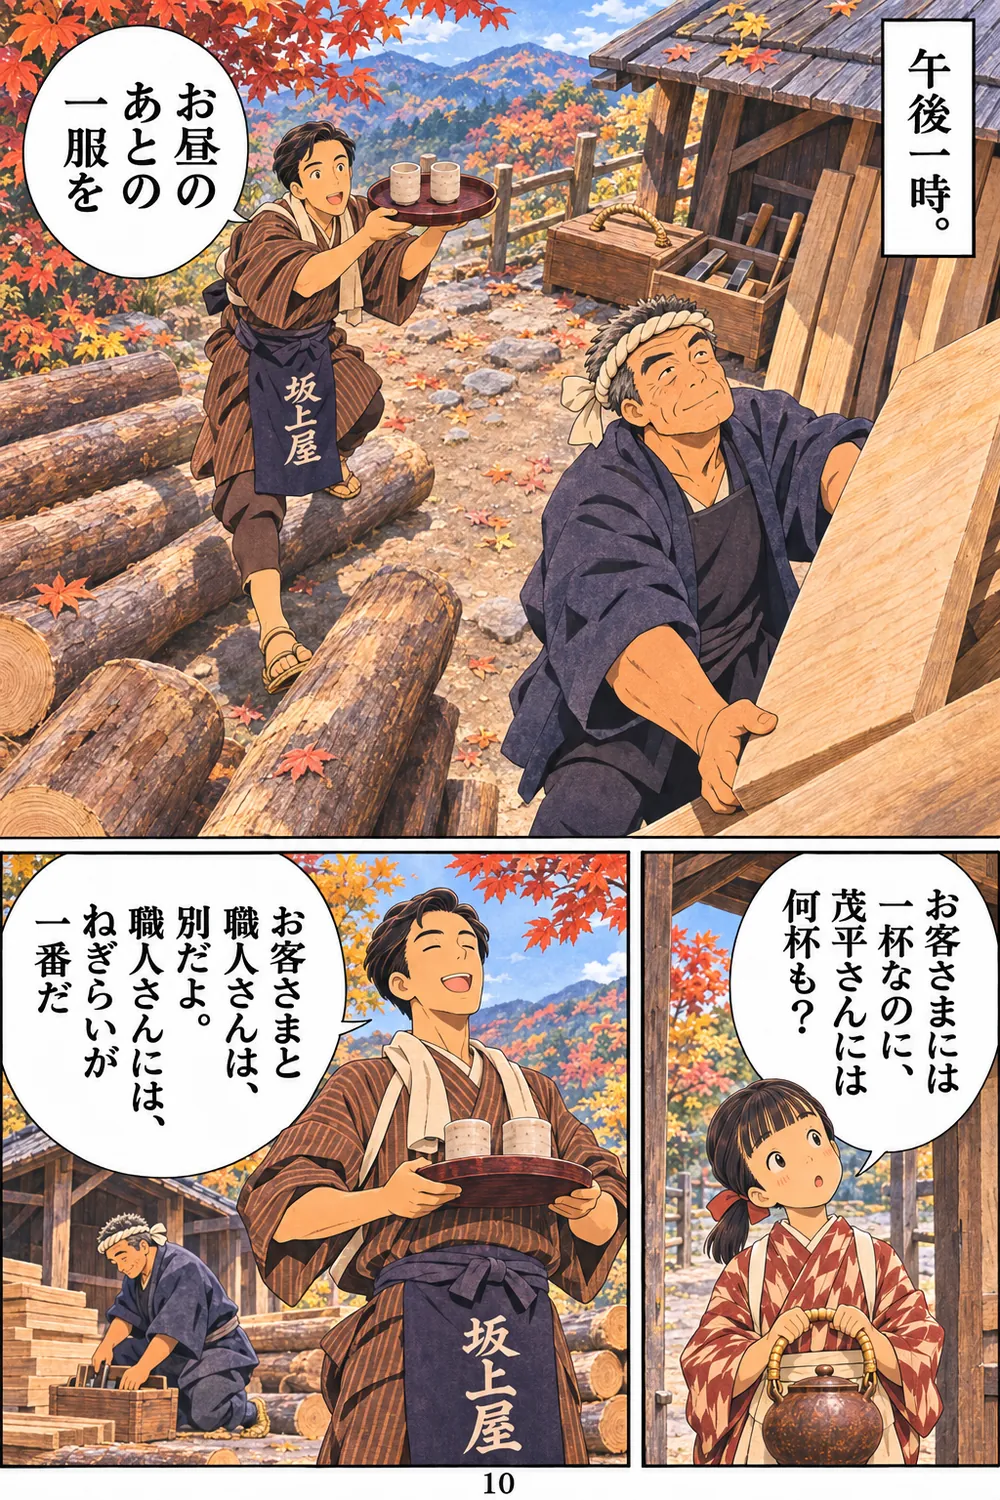 午後一時。
お昼の
あとの
一服を
坂上屋
お客さまには
一杯なのに、
茂平さんには
何杯も？
お客さまと
職人さんは、
別だよ。
職人さんには、
ねぎらいが
一番だ
坂上屋
10